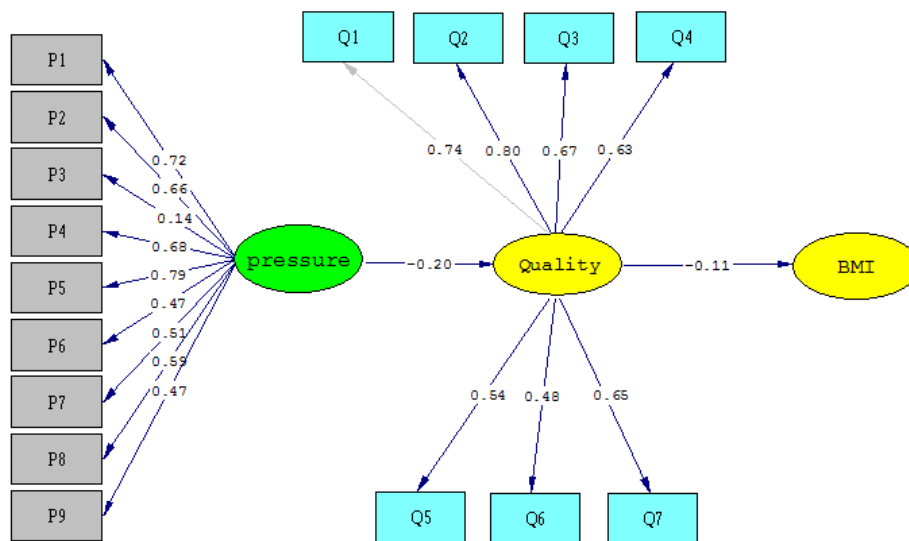 P1
P2
P3
P4
P5
P6
P7
P8
P9
0.72
0.66
0.14
0.68
0.79
0.47
0.51
0.59
0.47
pressure
-0.20
Q1
Q2
Q3
Q4
0.74
0.80
0.67
0.63
Quality
-0.11
BMI
0.54
0.48
0.65
Q5
Q6
Q7